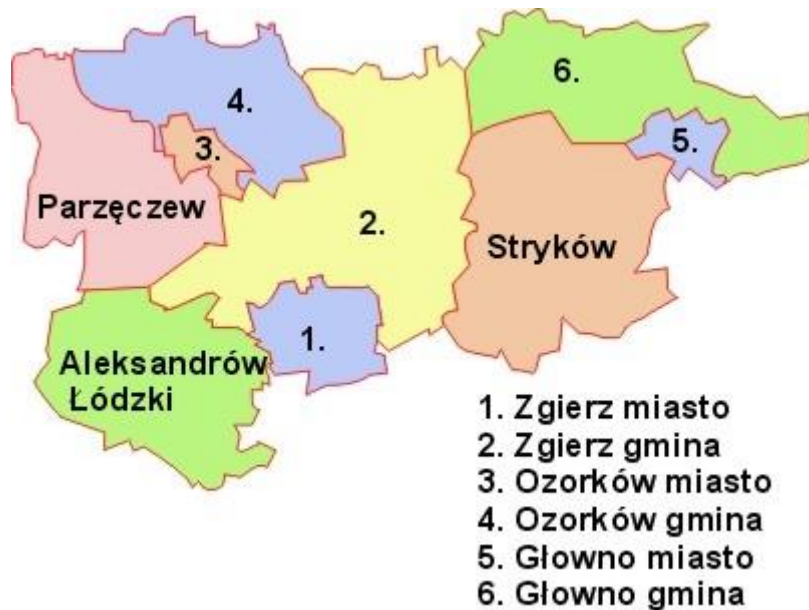 6.
4.
5.
3.
Parzęczew
2.
Stryków
1.
Aleksandrów
Łódzki
1. Zgierz miasto
2. Zgierz gmina
3. Ozorków miasto
4. Ozorków gmina
5. Głowno miasto
6. Głowno gmina